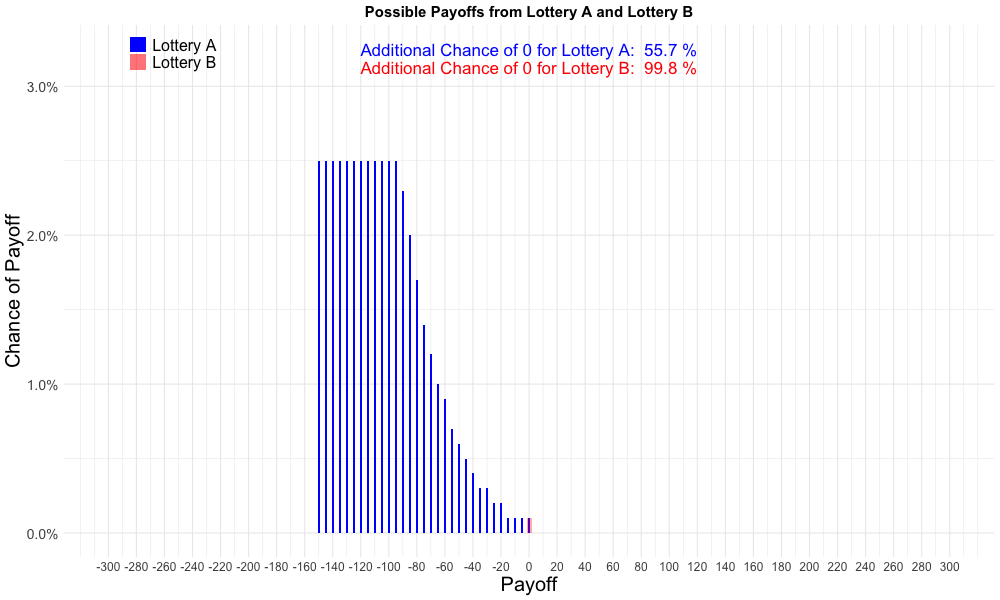 Possible Payoffs from Lottery A and Lottery B
Lottery A
Lottery B
Additional Chance of 0 for Lottery A: 55.7 %
Additional Chance of 0 for Lottery B: 99.8 %
Chance of Payoff
3.0%
2.0%
1.0%
0.0%
-300 -280 -260 -240 -220 -200 -180 -160 -140 -120 -100 -80 -60 -40 -20 0 20 40 60 80 100 120 140 160 180 200 220 240 260 280 300
Payoff